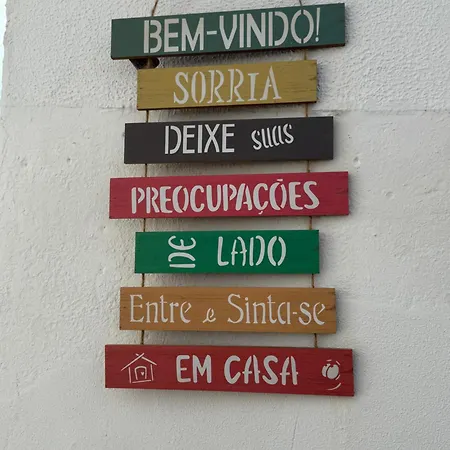 BEM-VINDO!
SORRIA
DEIXE suas
PREOCUPAÇÕES
DE LADO
Entre e Sinta-se
EM CASA